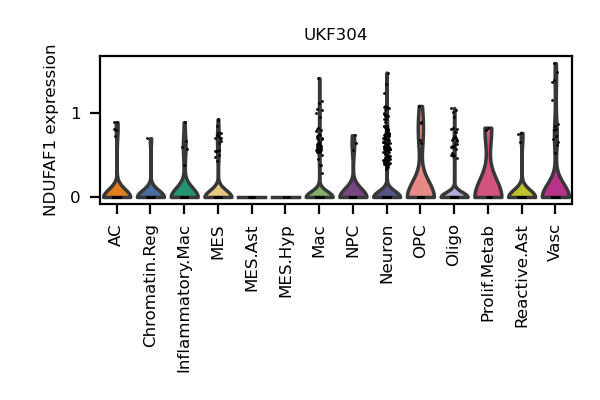 UKF304
NDUFAF1 expression
1
0
AC
Chromatin.Reg
Inflammatory.Mac
MES
MES.Ast
MES.Hyp
Mac
NPC
Neuron
OPC
Oligo
Prolif.Metab
Reactive.Ast
Vasc